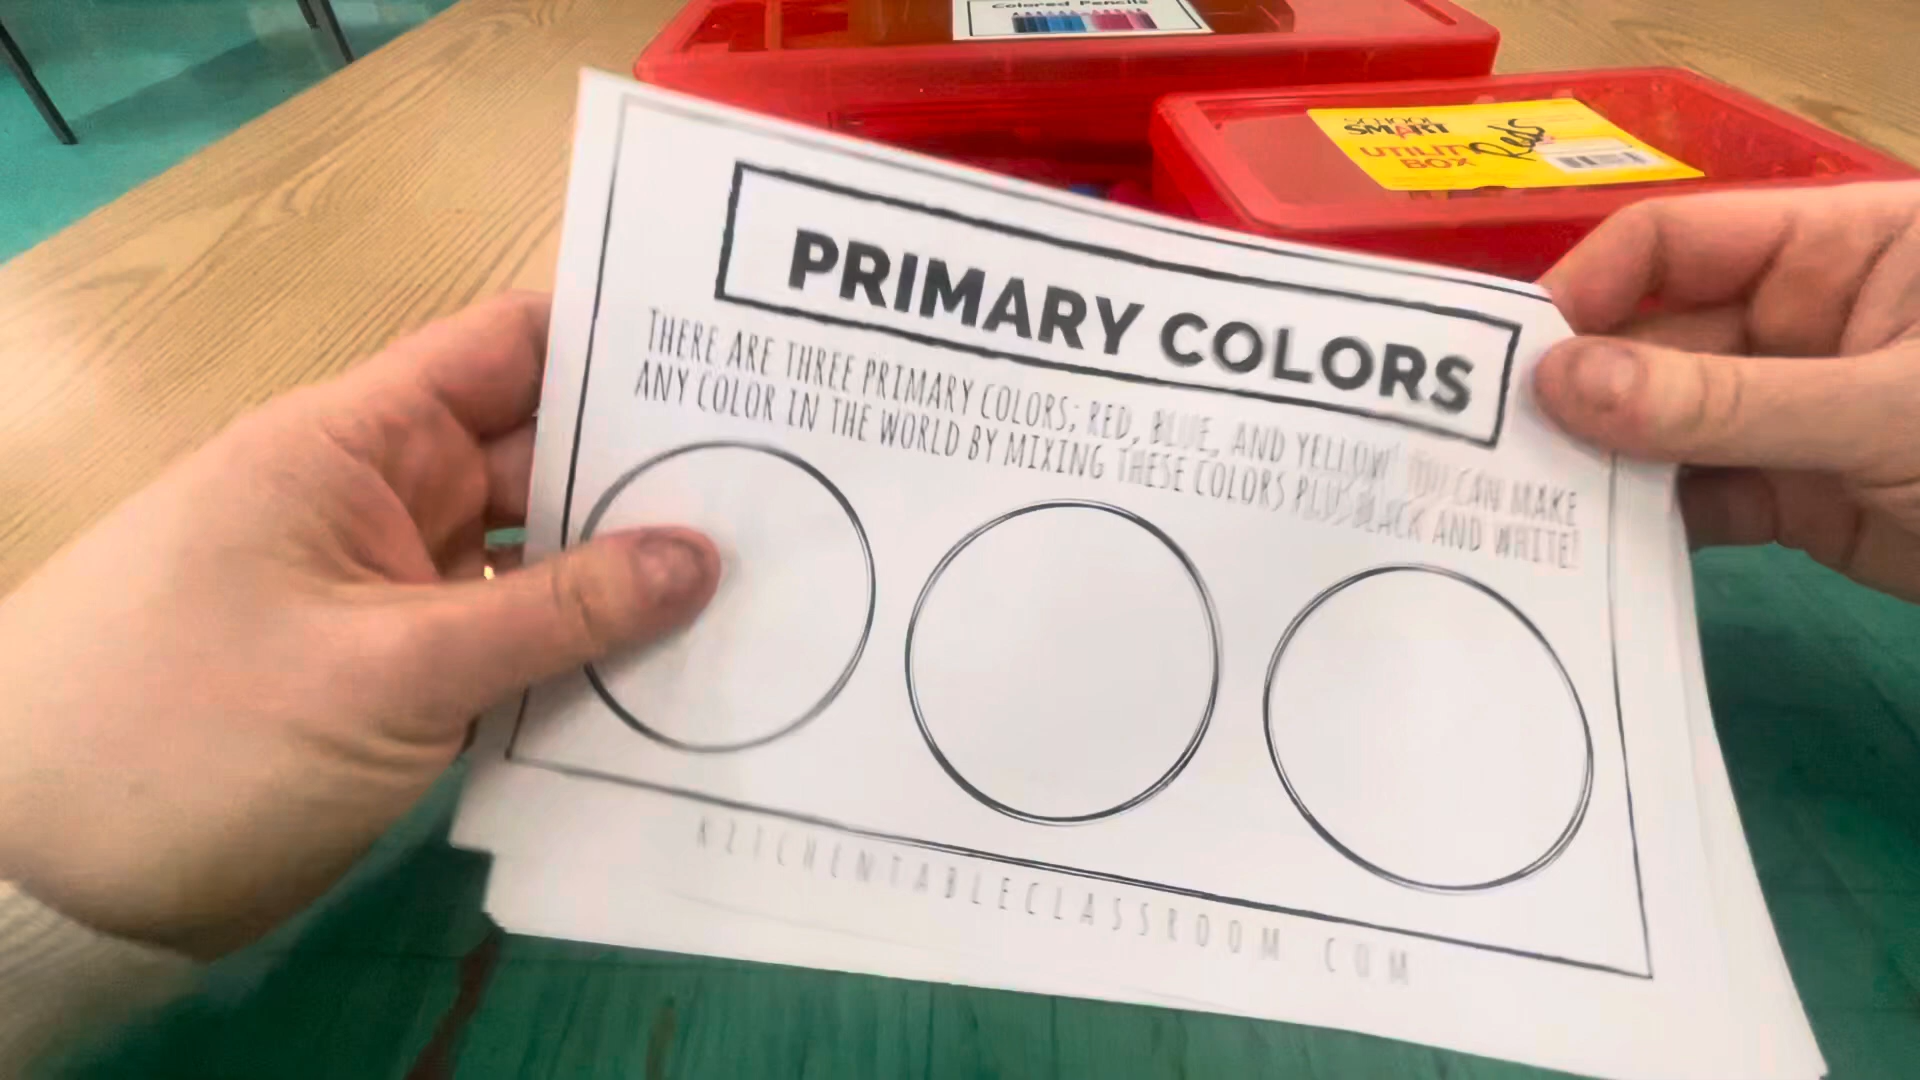 Colored Pencils
SCHOOL
SMART
UTILITY
BOX
Reds
PRIMARY COLORS
THERE ARE THREE PRIMARY COLORS; RED, BLUE, AND YELLOW! YOU CAN MAKE
ANY COLOR IN THE WORLD BY MIXING THESE COLORS PLUS BLACK AND WHITE!
KITCHENTABLECLASSROOM.COM